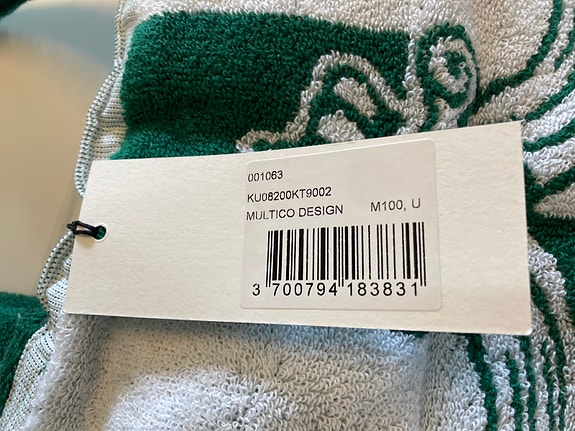 001063
KU08200KT9002
MULTICO DESIGN M100, U
3 700794 183831